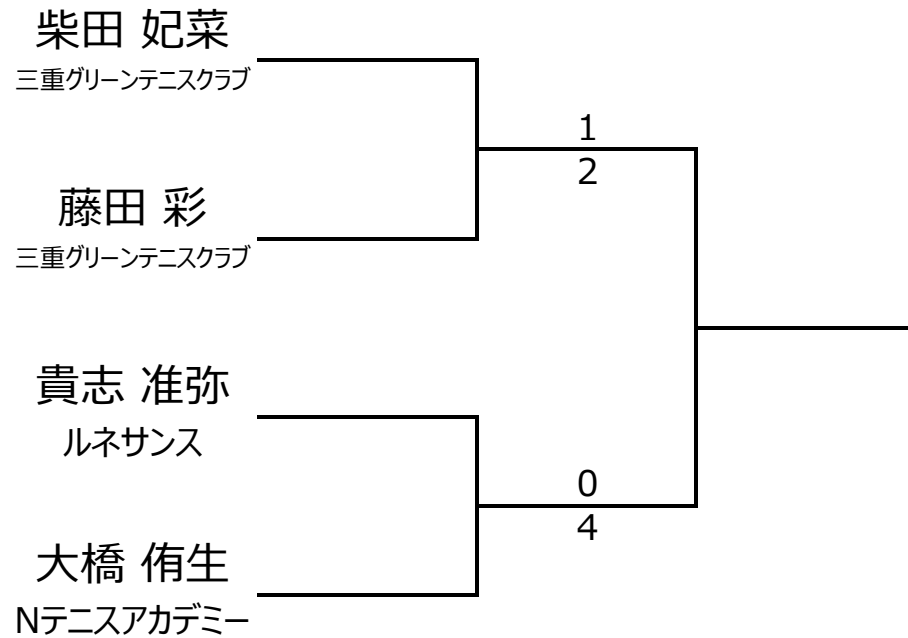 柴田 妃菜
三重グリーンテニスクラブ
1
2
藤田 彩
三重グリーンテニスクラブ
貴志 准弥
ルネサンス
0
4
大橋 侑生
Nテニスアカデミー